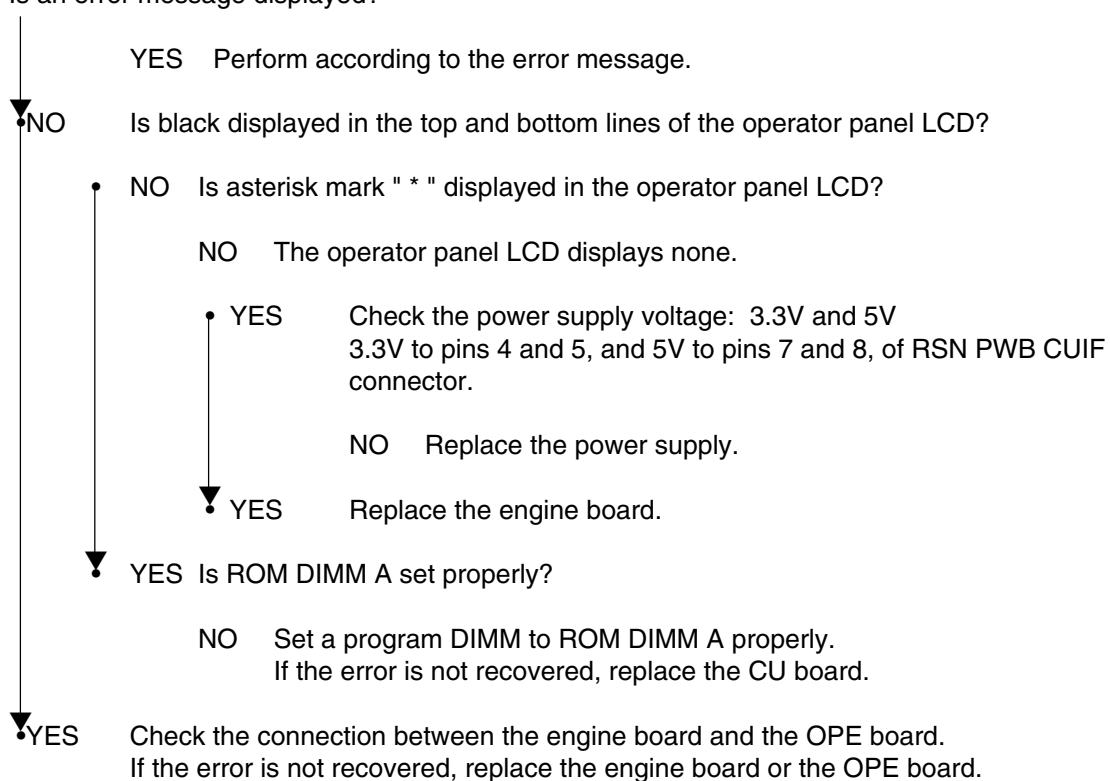 Is an error message displayed?
YES Perform according to the error message.
NO Is black displayed in the top and bottom lines of the operator panel LCD?
NO Is asterisk mark " * " displayed in the operator panel LCD?
NO The operator panel LCD displays none.
YES Check the power supply voltage: 3.3V and 5V
3.3V to pins 4 and 5, and 5V to pins 7 and 8, of RSN PWB CUIF
connector.
NO Replace the power supply.
YES Replace the engine board.
YES Is ROM DIMM A set properly?
NO Set a program DIMM to ROM DIMM A properly.
If the error is not recovered, replace the CU board.
YES Check the connection between the engine board and the OPE board.
If the error is not recovered, replace the engine board or the OPE board.